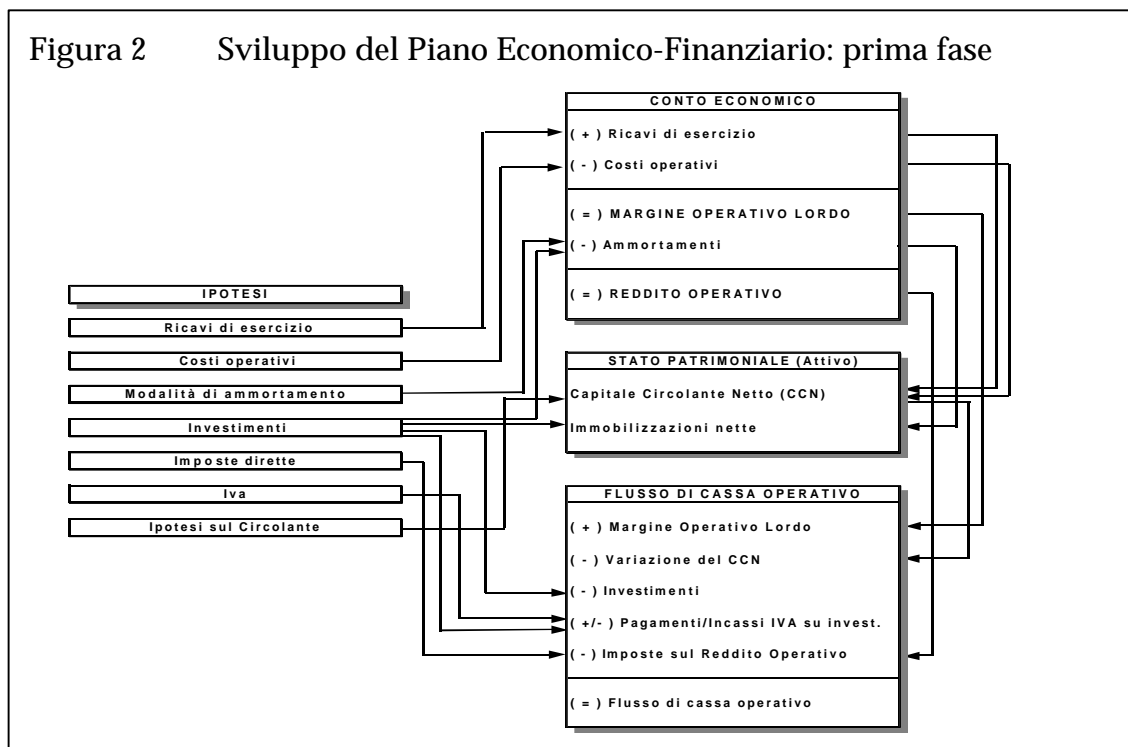 Figura 2 Sviluppo del Piano Economico-Finanziario: prima fase
IPOTESI
Ricavi di esercizio
Costi operativi
Modalità di ammortamento
Investimenti
Imposte dirette
Iva
Ipotesi sul Circolante
CONTO ECONOMICO
( + ) Ricavi di esercizio
( - ) Costi operativi
( = ) MARGINE OPERATIVO LORDO
( - ) Ammortamenti
( = ) REDDITO OPERATIVO
STATO PATRIMONIALE (Attivo)
Capitale Circolante Netto (CCN)
Immobilizzazioni nette
FLUSSO DI CASSA OPERATIVO
( + ) Margine Operativo Lordo
( - ) Variazione del CCN
( - ) Investimenti
( +/- ) Pagamenti/Incassi IVA su invest.
( - ) Imposte sul Reddito Operativo
( = ) Flusso di cassa operativo